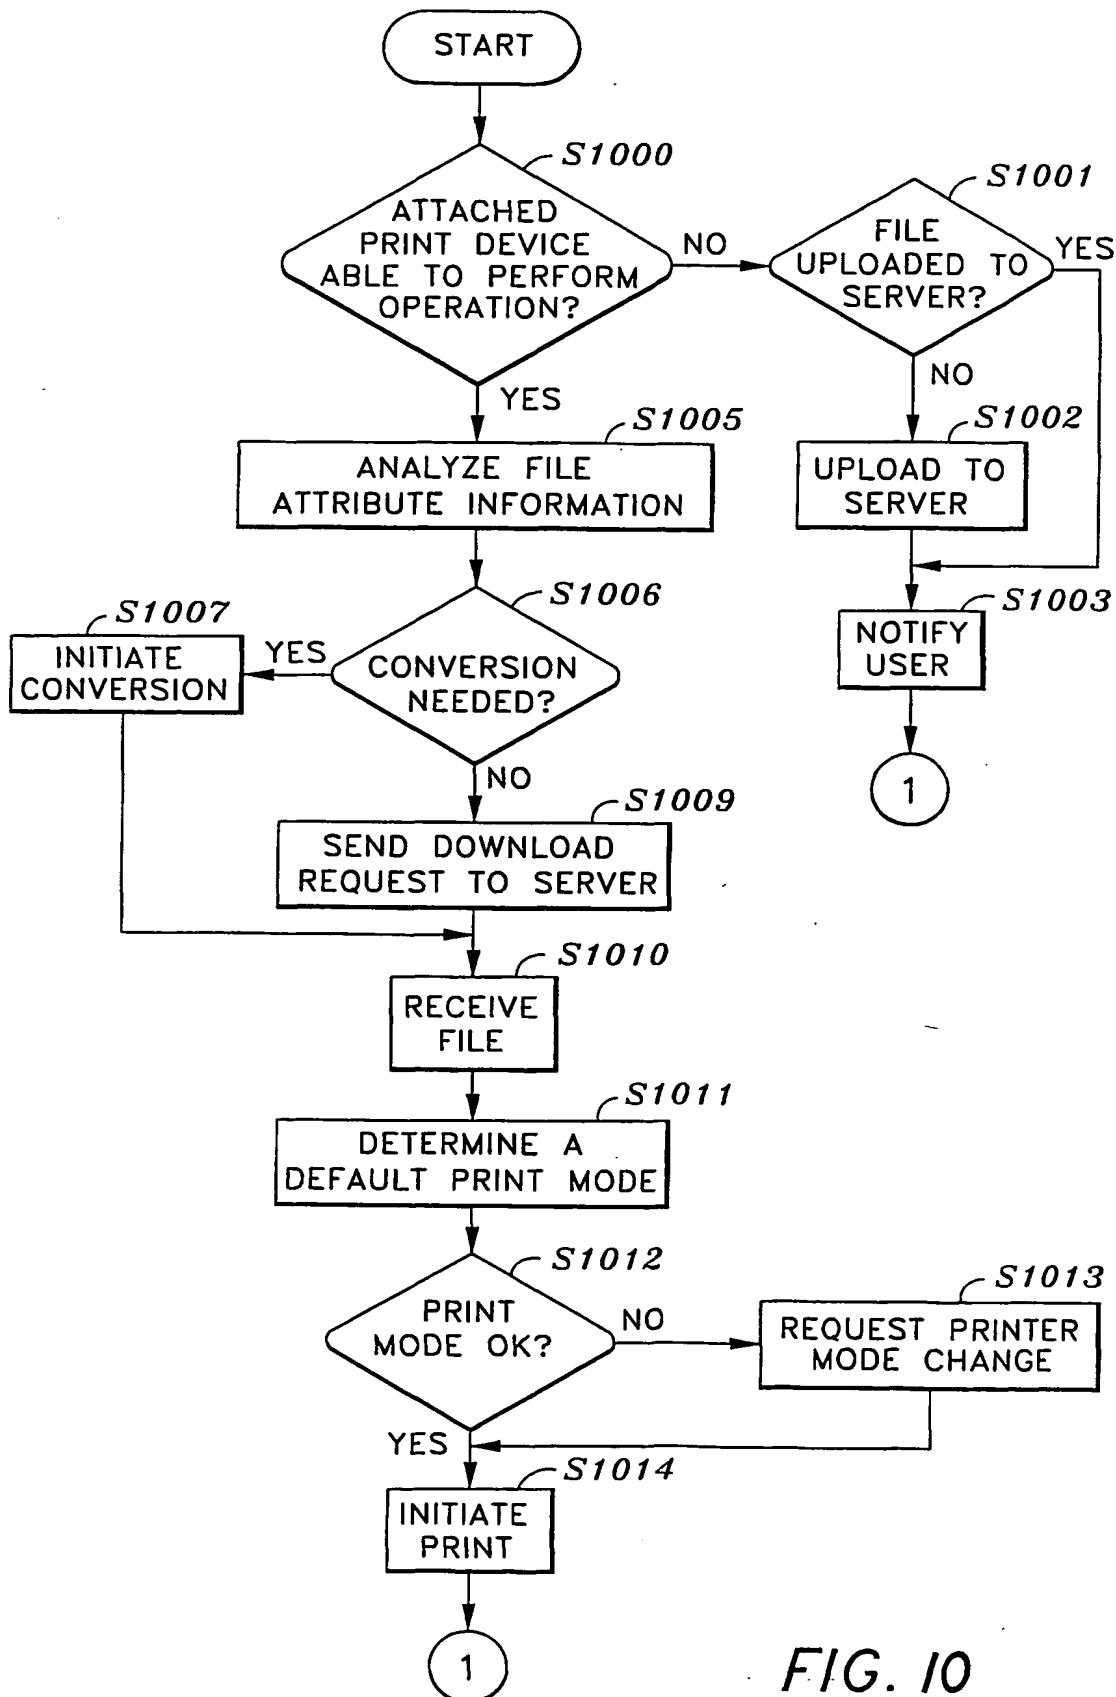 START
S1000
ATTACHED
PRINT DEVICE
ABLE TO PERFORM
OPERATION?
NO
YES
S1001
FILE
UPLOADED TO
SERVER?
YES
NO
S1002
UPLOAD TO
SERVER
S1003
NOTIFY
USER
1
S1005
ANALYZE FILE
ATTRIBUTE INFORMATION
S1006
CONVERSION
NEEDED?
YES
NO
S1007
INITIATE
CONVERSION
S1009
SEND DOWNLOAD
REQUEST TO SERVER
S1010
RECEIVE
FILE
S1011
DETERMINE A
DEFAULT PRINT MODE
S1012
PRINT
MODE OK?
NO
YES
S1013
REQUEST PRINTER
MODE CHANGE
S1014
INITIATE
PRINT
1
FIG. 10